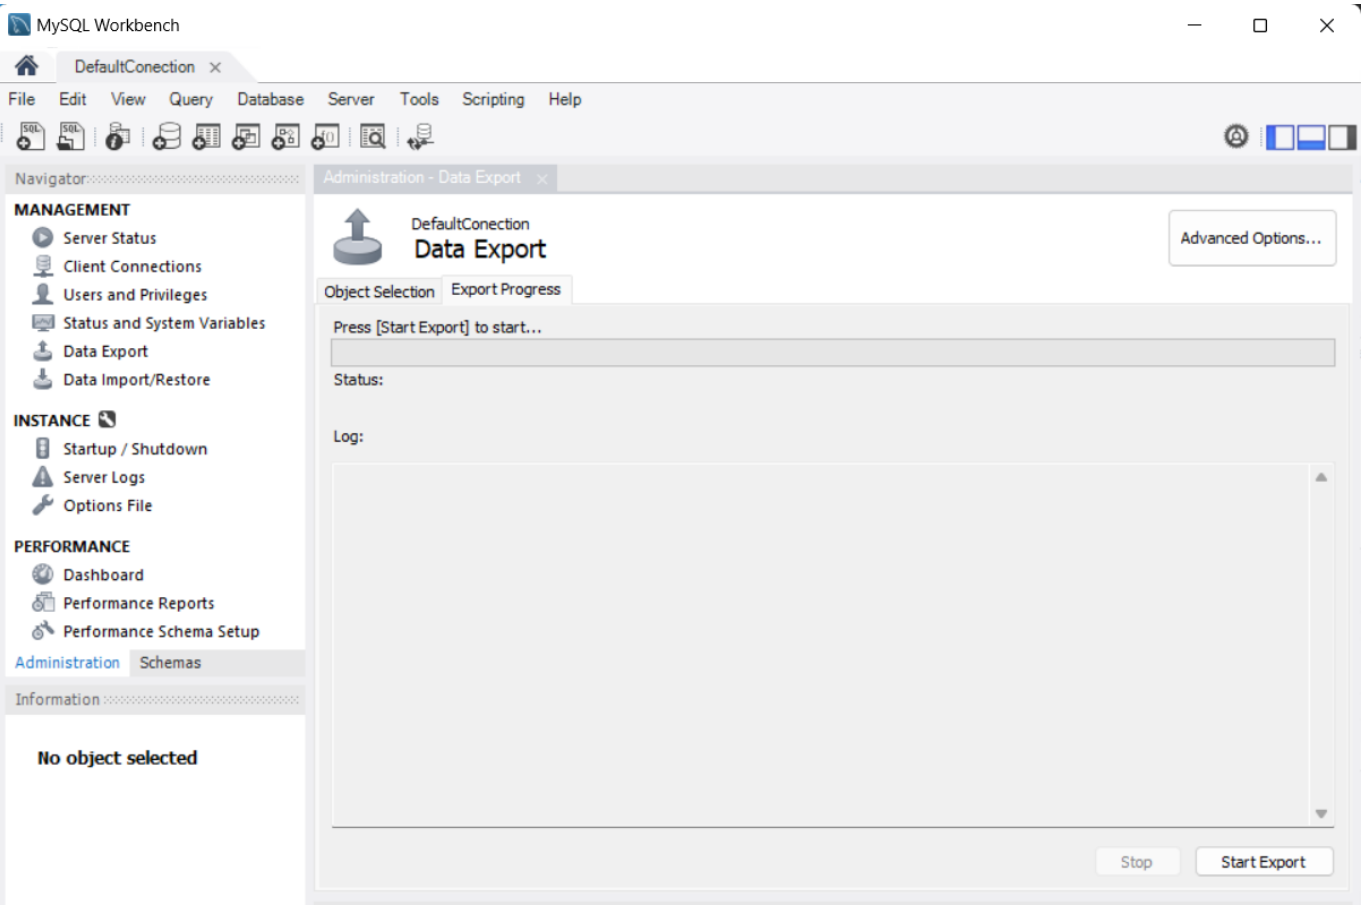 MySQL Workbench
DefaultConection
File Edit View Query Database Server Tools Scripting Help
SQL SQL
Navigator
MANAGEMENT
Server Status
Client Connections
Users and Privileges
Status and System Variables
Data Export
Data Import/Restore
INSTANCE
Startup / Shutdown
Server Logs
Options File
PERFORMANCE
Dashboard
Performance Reports
Performance Schema Setup
Administration Schemas
Information
No object selected
Administration - Data Export
DefaultConection
Data Export
Advanced Options...
Object Selection Export Progress
Press [Start Export] to start...
Status:
Log:
Stop Start Export